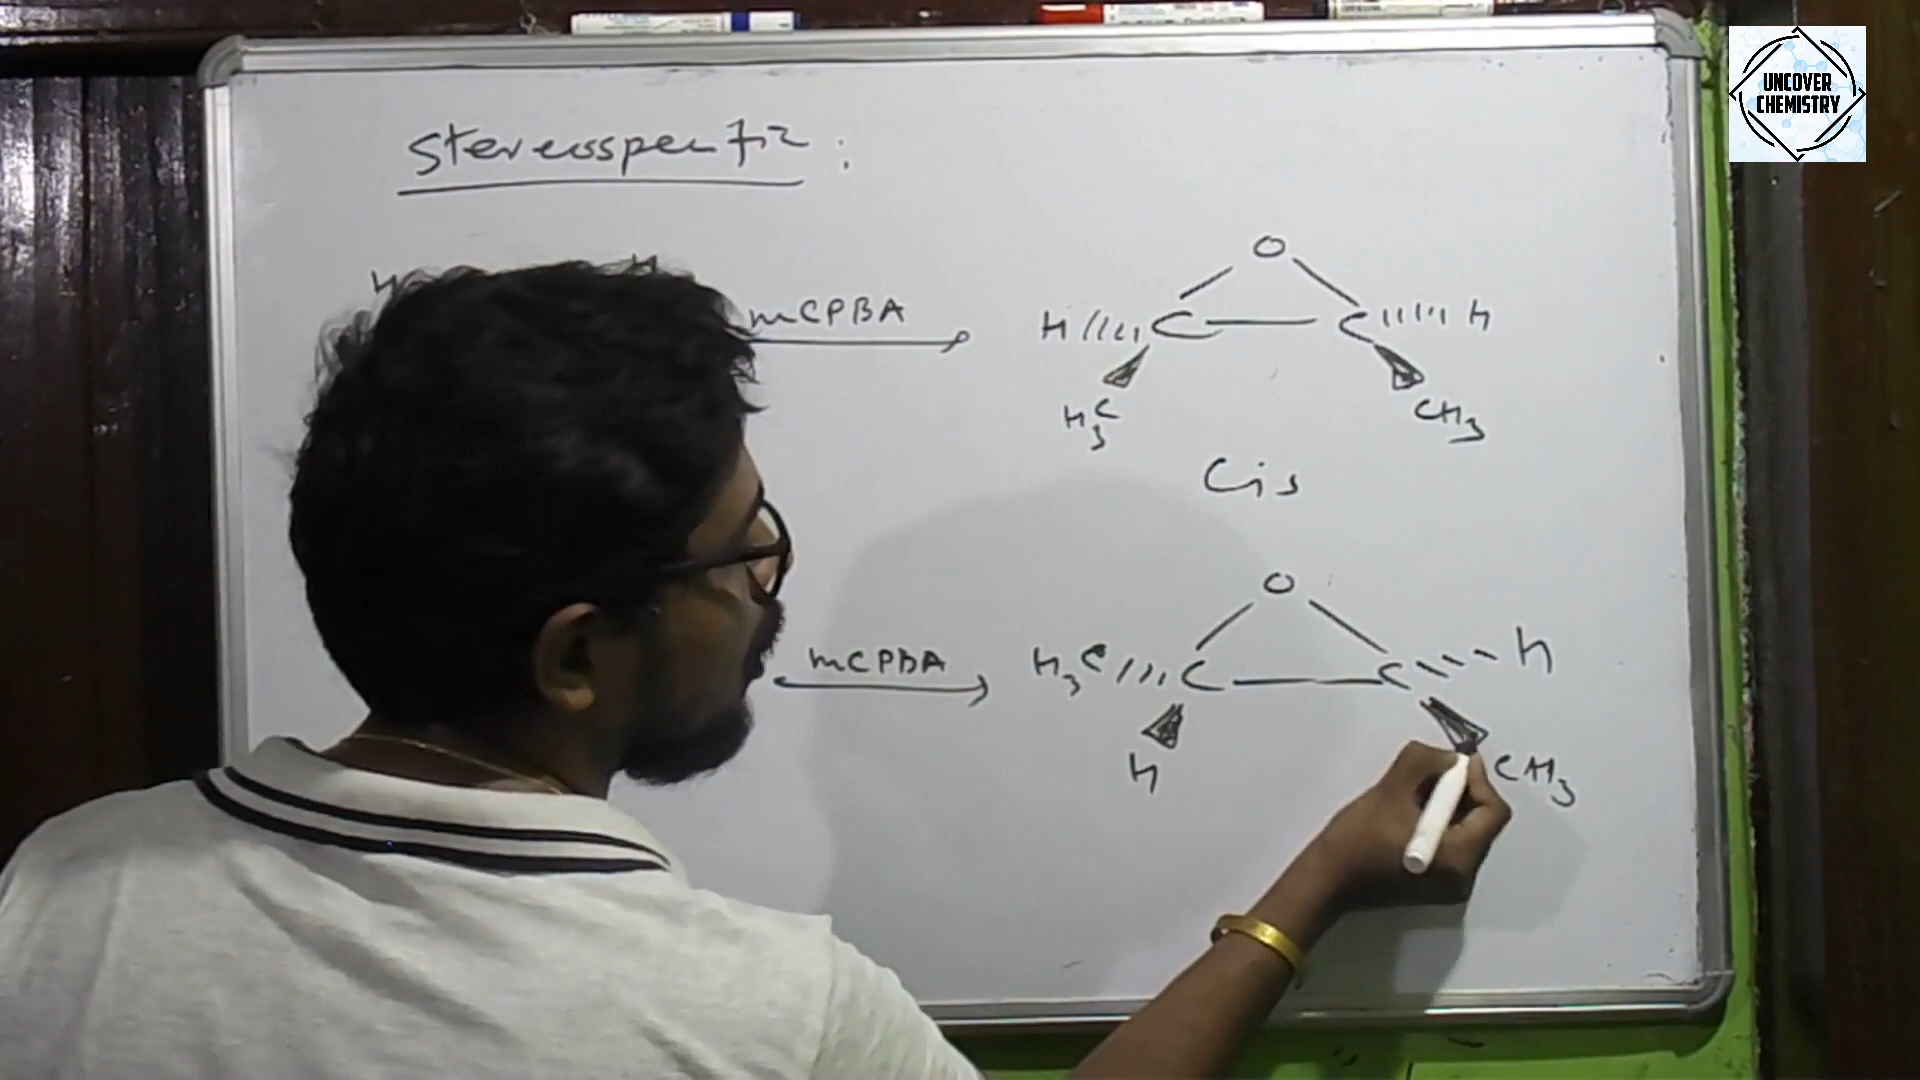 UNCOVER
CHEMISTRY
Stereospecific :
H H
mCPBA
O
H C C H
H3C CH3
Cis
O
mCPBA
H3C C C H
H CH3